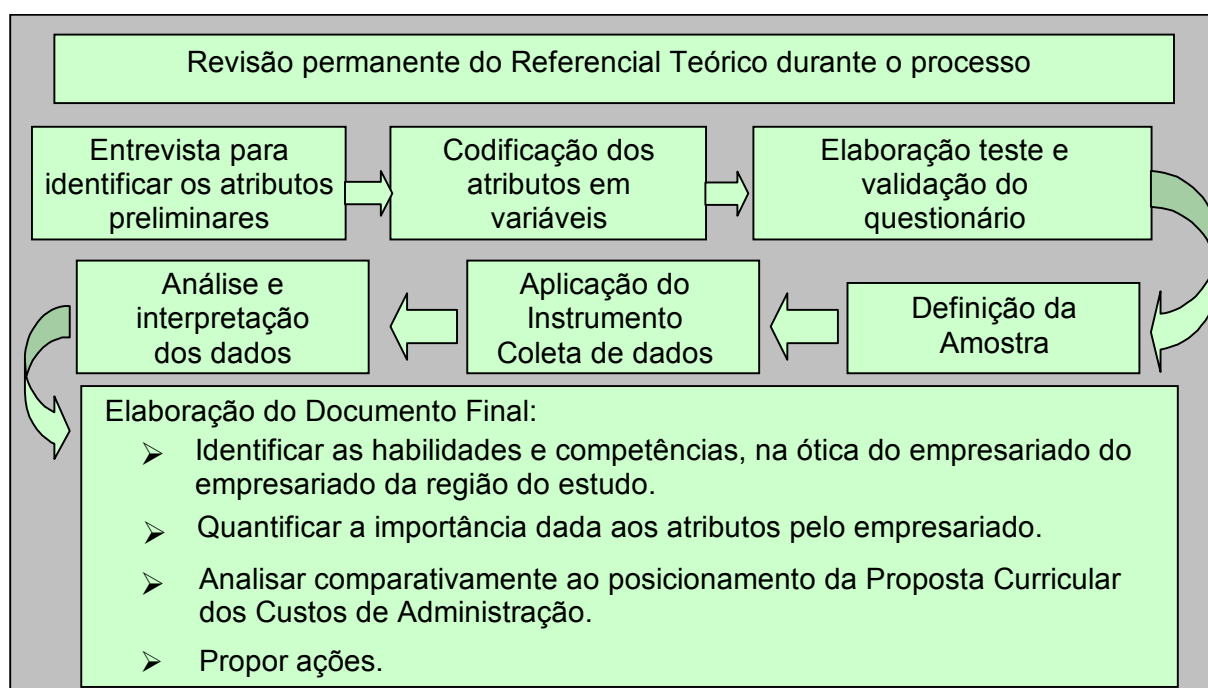 Revisão permanente do Referencial Teórico durante o processo
Entrevista para
identificar os atributos
preliminares
Codificação dos
atributos em
variáveis
Elaboração teste e
validação do
questionário
Definição da
Amostra
Aplicação do
Instrumento
Coleta de dados
Análise e
interpretação
dos dados
Elaboração do Documento Final:
➢ Identificar as habilidades e competências, na ótica do empresariado do
empresariado da região do estudo.
➢ Quantificar a importância dada aos atributos pelo empresariado.
➢ Analisar comparativamente ao posicionamento da Proposta Curricular
dos Custos de Administração.
➢ Propor ações.